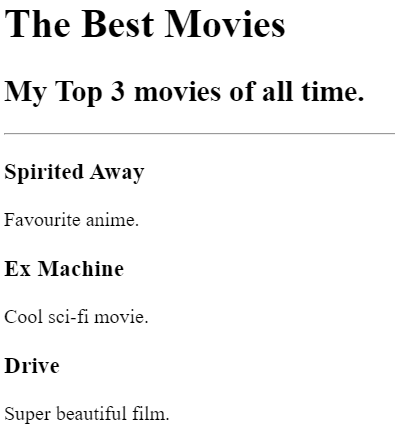 The Best Movies
My Top 3 movies of all time.
Spirited Away
Favourite anime.
Ex Machine
Cool sci-fi movie.
Drive
Super beautiful film.